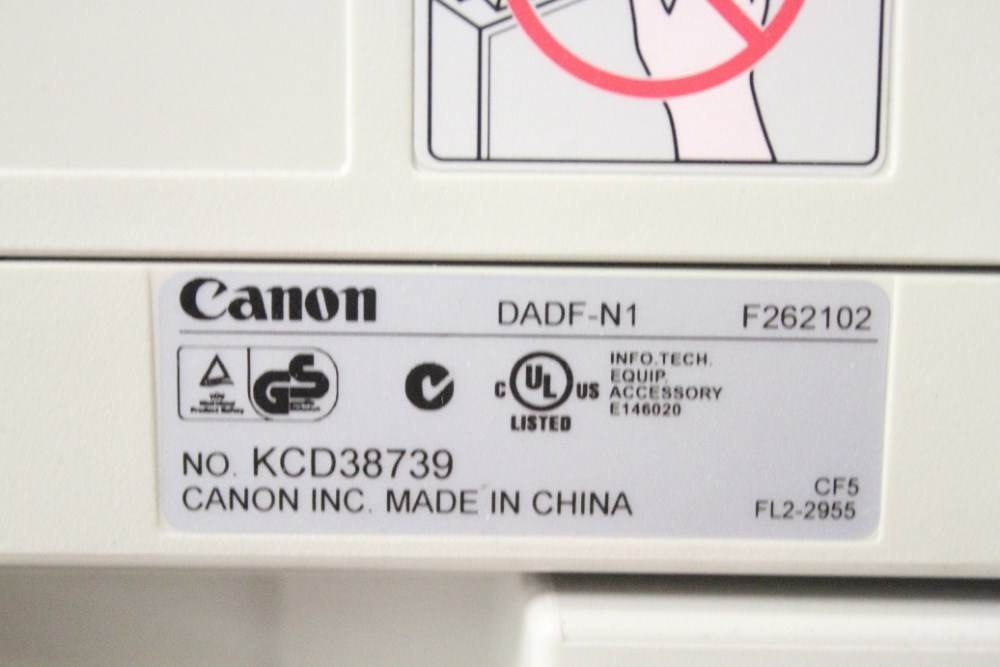 Canon DADF-N1 F262102
GS
C UL US
LISTED
INFO.TECH.
EQUIP.
ACCESSORY
E146020
NO. KCD38739
CANON INC. MADE IN CHINA
CF5
FL2-2955